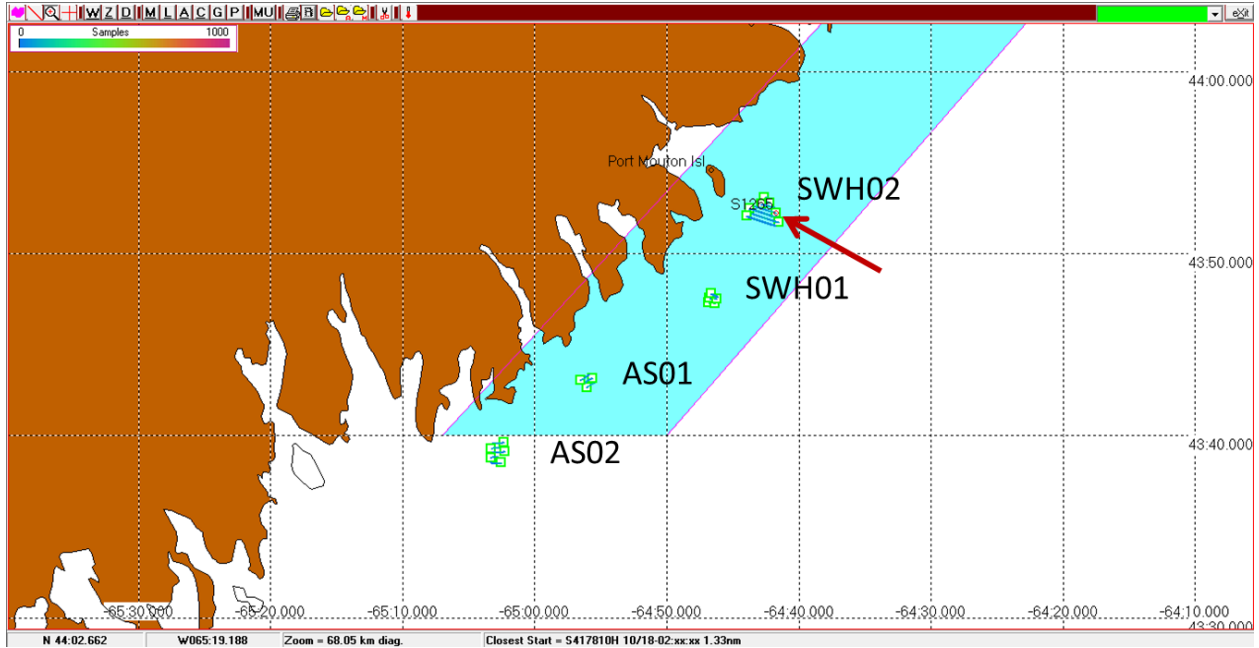 W Z D M L A C G P MU eXit
0 Samples 1000
44:00.000
Port Mouton Isl.
SWH02
S1266
43:50.000
SWH01
AS01
43:40.000
AS02
-65:30.000 -65:20.000 -65:10.000 -65:00.000 -64:50.000 -64:40.000 -64:30.000 -64:20.000 -64:10.000
43:30.000
N 44:02.662 W065:19.188 Zoom = 68.05 km diag. Closest Start = S417810H 10/18-02:xx:xx 1.33nm